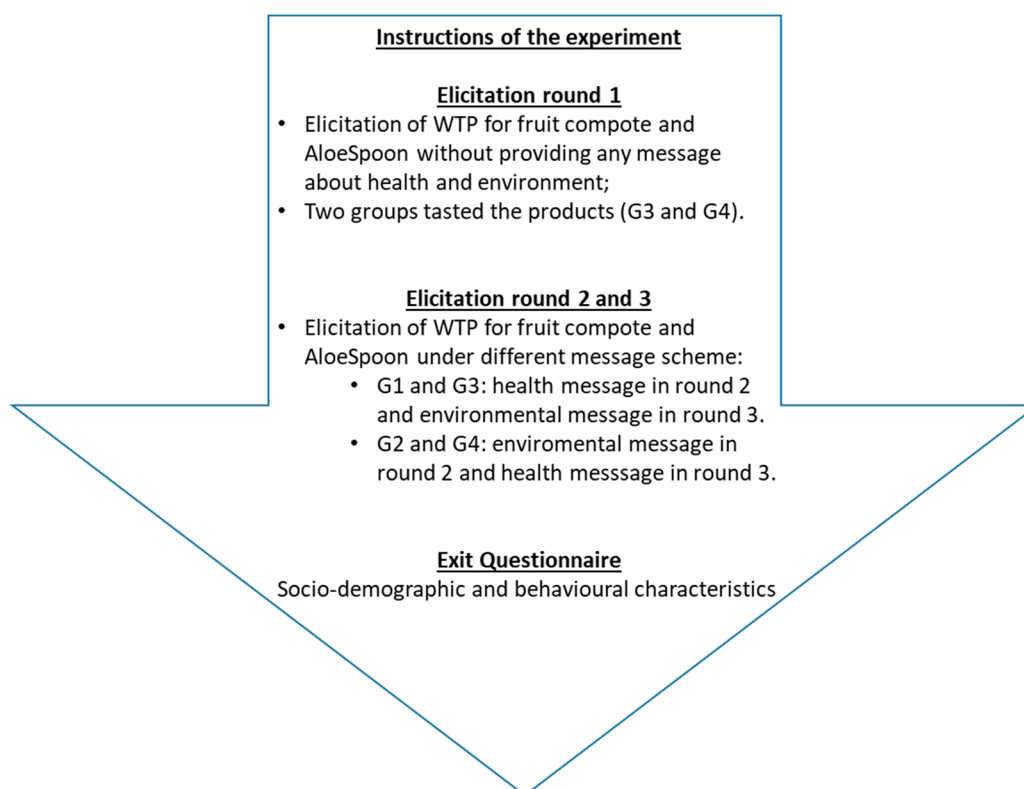 Instructions of the experiment
Elicitation round 1
• Elicitation of WTP for fruit compote and
AloeSpoon without providing any message
about health and environment;
• Two groups tasted the products (G3 and G4).
Elicitation round 2 and 3
• Elicitation of WTP for fruit compote and
AloeSpoon under different message scheme:
• G1 and G3: health message in round 2
and environmental message in round 3.
• G2 and G4: enviromental message in
round 2 and health messsage in round 3.
Exit Questionnaire
Socio-demographic and behavioural characteristics